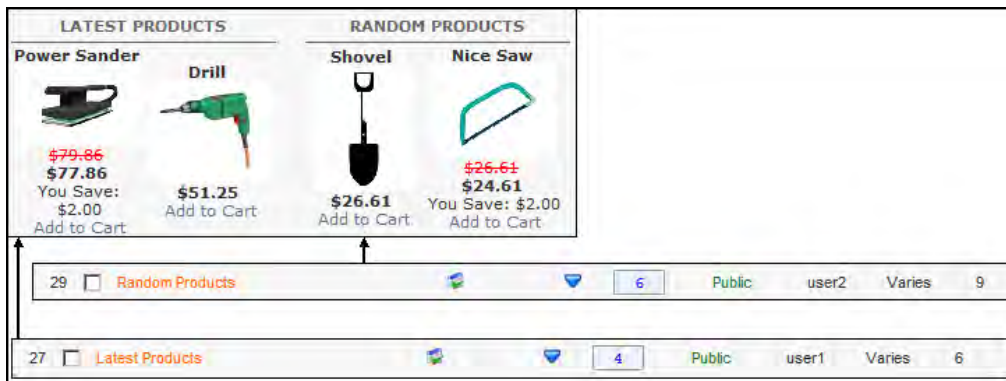 LATEST PRODUCTS
Power Sander
$79.86
$77.86
You Save:
$2.00
Add to Cart
Drill
$51.25
Add to Cart
RANDOM PRODUCTS
Shovel
$26.61
Add to Cart
Nice Saw
$26.61
$24.61
You Save: $2.00
Add to Cart
29 Random Products 6 Public user2 Varies 9
27 Latest Products 4 Public user1 Varies 6